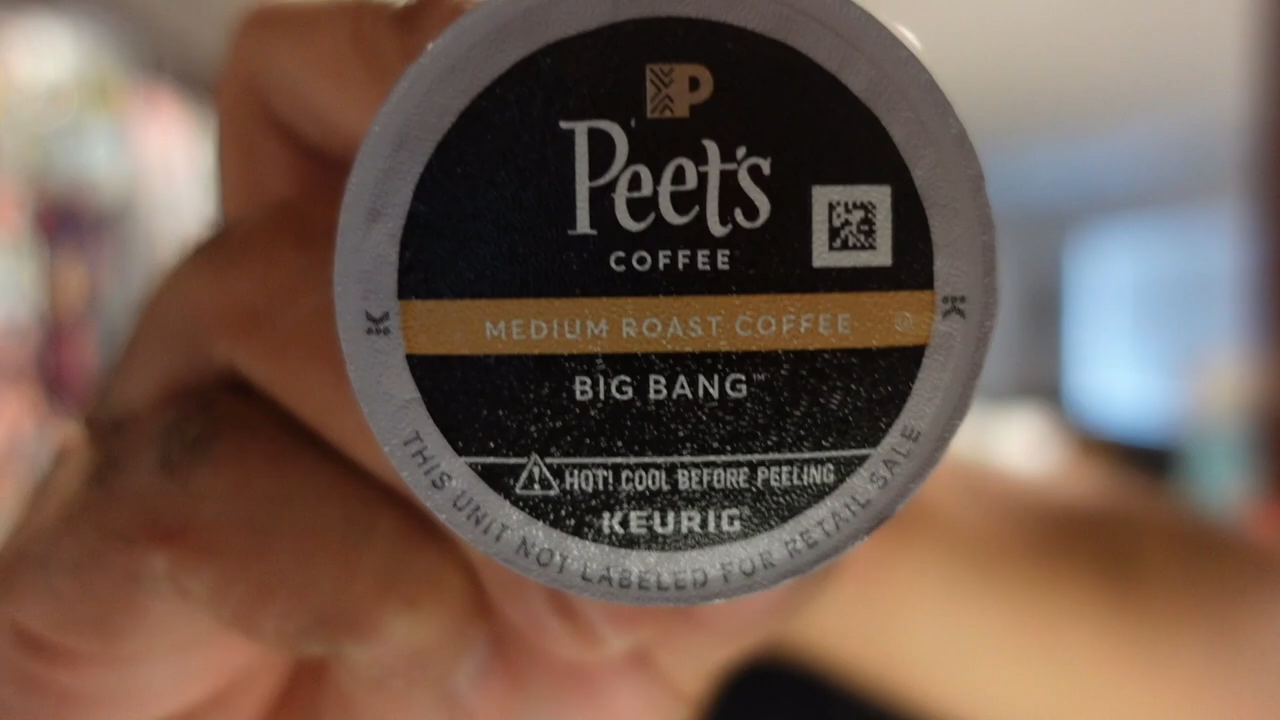 P
Peet's
COFFEE
MEDIUM ROAST COFFEE
BIG BANG™
HOT! COOL BEFORE PEELING
KEURIG
THIS UNIT NOT LABELED FOR RETAIL SALE
K
K